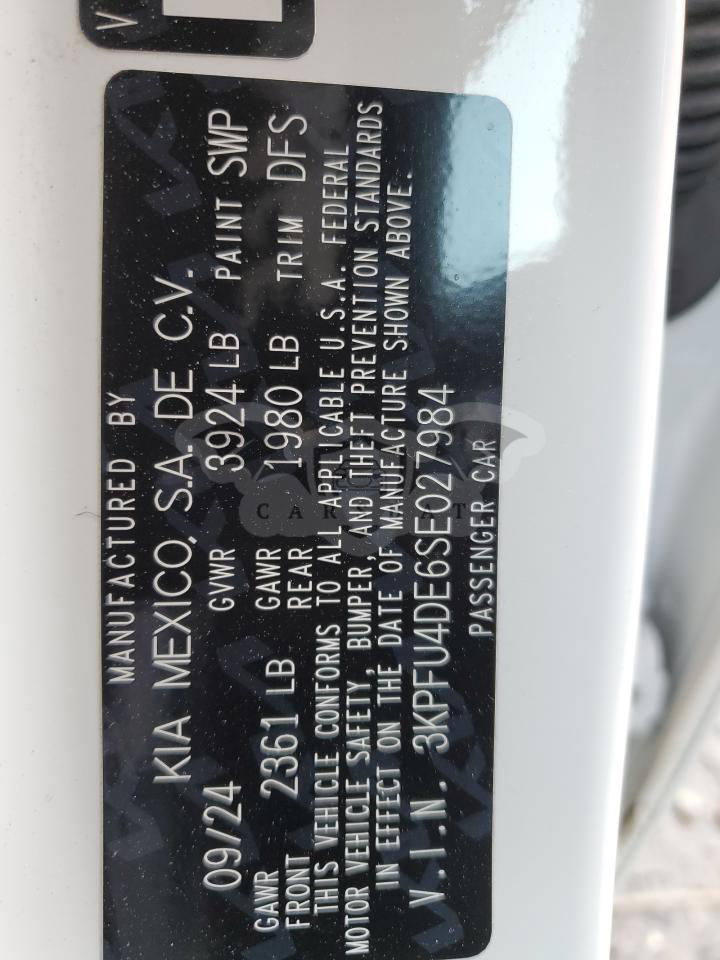 MANUFACTURED BY
KIA MEXICO, S.A. DE C.V.
09/24 GVWR 3924 LB PAINT SWP
GAWR FRONT 2361 LB GAWR REAR 1980 LB TRIM DFS
THIS VEHICLE CONFORMS TO ALL APPLICABLE U.S.A. FEDERAL
MOTOR VEHICLE SAFETY, BUMPER, AND THEFT PREVENTION STANDARDS
IN EFFECT ON THE DATE OF MANUFACTURE SHOWN ABOVE.
V.I.N. 3KPFU4DE6SE027984
PASSENGER CAR